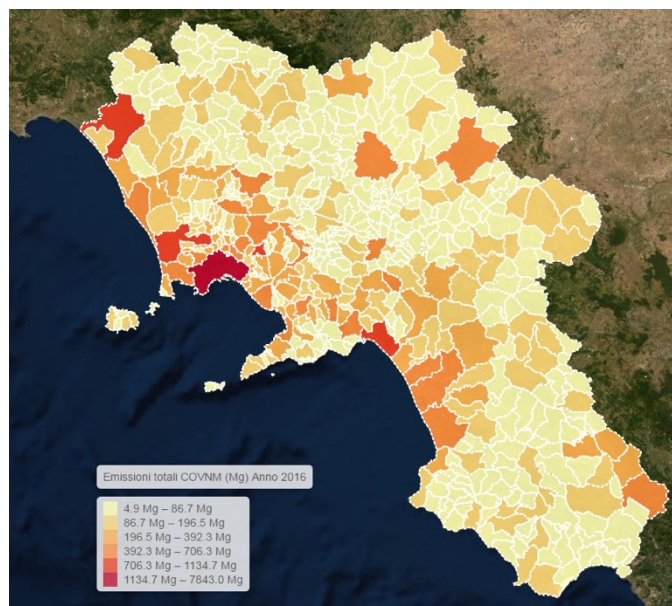 Emissioni totali COVNM (Mg) Anno 2016
4.9 Mg – 86.7 Mg
86.7 Mg – 196.5 Mg
196.5 Mg – 392.3 Mg
392.3 Mg – 706.3 Mg
706.3 Mg – 1134.7 Mg
1134.7 Mg – 7843.0 Mg